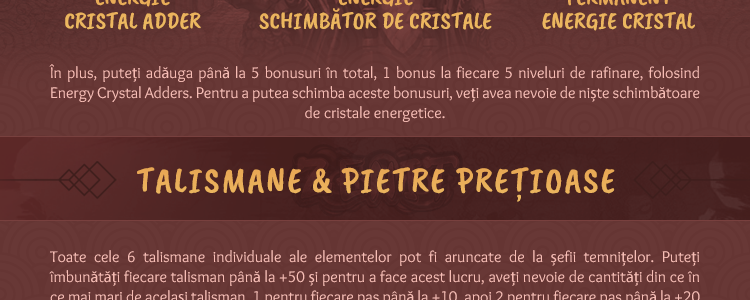 ENERGIE ENERGIE PERMANENT
CRISTAL ADDER SCHIMBĂTOR DE CRISTALE ENERGIE CRISTAL
În plus, puteți adăuga până la 5 bonusuri în total, 1 bonus la fiecare 5 niveluri de rafinare, folosind
Energy Crystal Adders. Pentru a putea schimba aceste bonusuri, veți avea nevoie de niște schimbătoare
de cristale energetice.
TALISMANE & PIETRE PREȚIOASE
Toate cele 6 talismane individuale ale elementelor pot fi aruncate de la șefii temnițelor. Puteți
îmbunătăți fiecare talisman până la +50 și pentru a face acest lucru, aveți nevoie de cantități din ce în
ce mai mari de același talisman, 1 pentru fiecare pas până la +10, apoi 2 pentru fiecare pas până la +20